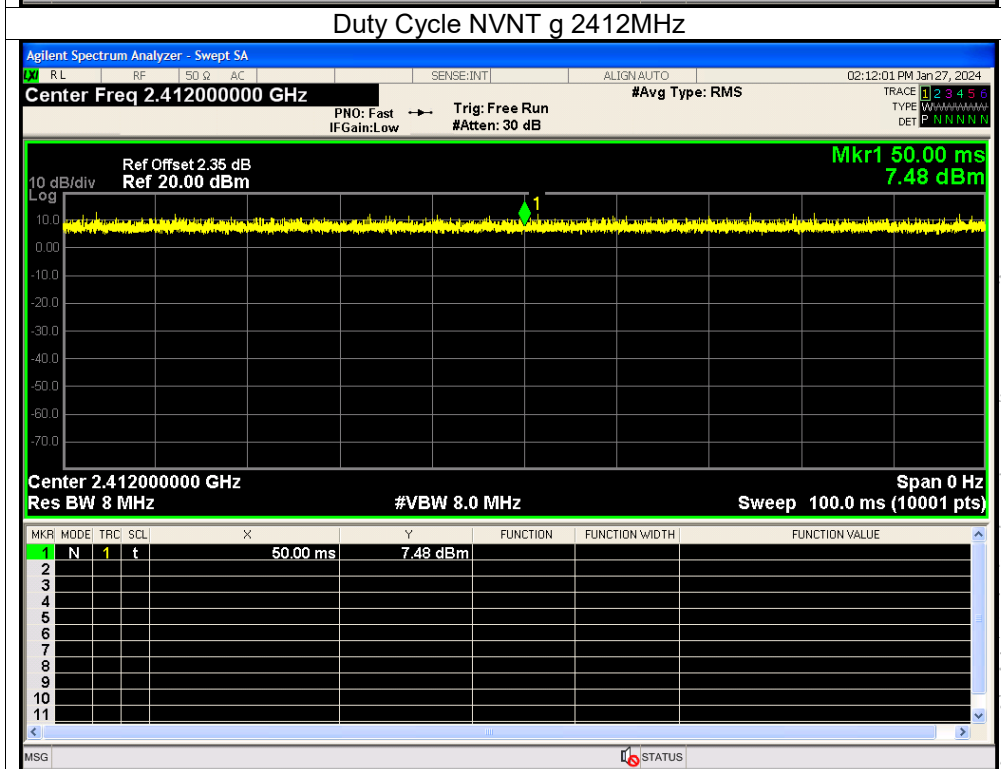 Duty Cycle NVNT g 2412MHz
Agilent Spectrum Analyzer - Swept SA
LXI RL RF 50 Ω AC SENSE:INT ALIGN AUTO 02:12:01 PM Jan 27, 2024
Center Freq 2.412000000 GHz #Avg Type: RMS TRACE 1 2 3 4 5 6
PNO: Fast Trig: Free Run TYPE WWWWWW
IFGain:Low #Atten: 30 dB DET P N N N N N
Mkr1 50.00 ms
Ref Offset 2.35 dB
10 dB/div Ref 20.00 dBm 7.48 dBm
Log
1
10.0
0.00
-10.0
-20.0
-30.0
-40.0
-50.0
-60.0
-70.0
Center 2.412000000 GHz Span 0 Hz
Res BW 8 MHz #VBW 8.0 MHz Sweep 100.0 ms (10001 pts)
MKR MODE TRC SCL X Y FUNCTION FUNCTION WIDTH FUNCTION VALUE
1 N 1 t 50.00 ms 7.48 dBm
2
3
4
5
6
7
8
9
10
11
MSG STATUS